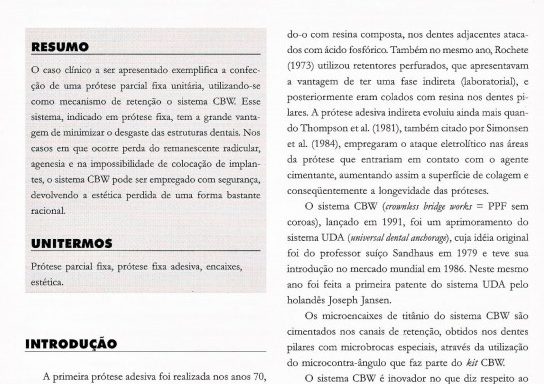 RESUMO
O caso clínico a ser apresentado exemplifica a confec-
ção de uma prótese parcial fixa unitária, utilizando-se
como mecanismo de retenção o sistema CBW. Esse
sistema, indicado em prótese fixa, tem a grande vanta-
gem de minimizar o desgaste das estruturas dentais. Nos
casos em que ocorre perda do remanescente radicular,
agenesia e na impossibilidade de colocação de implan-
tes, o sistema CBW pode ser empregado com segurança,
devolvendo a estética perdida de uma forma bastante
racional.
UNITERMOS
Prótese parcial fixa, prótese fixa adesiva, encaixes,
estética.
INTRODUÇÃO
A primeira prótese adesiva foi realizada nos anos 70,
do-o com resina composta, nos dentes adjacentes ataca-
dos com ácido fosfórico. Também no mesmo ano, Rochete
(1973) utilizou retentores perfurados, que apresentavam
a vantagem de ter uma fase indireta (laboratorial), e
posteriormente eram colados com resina nos dentes pi-
lares. A prótese adesiva indireta evoluiu ainda mais quan-
do Thompson et al. (1981), também citado por Simonsen
et al. (1984), empregaram o ataque eletrolítico nas áreas
da prótese que entrariam em contato com o agente
cimentante, aumentando assim a superfície de colagem e
conseqüentemente a longevidade das próteses.
O sistema CBW (crownless bridge works = PPF sem
coroas), lançado em 1991, foi um aprimoramento do
sistema UDA (universal dental anchorage), cuja idéia original
foi do professor suíço Sandhaus em 1979 e teve sua
introdução no mercado mundial em 1986. Neste mesmo
ano foi feita a primeira patente do sistema UDA pelo
holandês Joseph Jansen.
Os microencaixes de titânio do sistema CBW são
cimentados nos canais de retenção, obtidos nos dentes
pilares com microbrocas especiais, através da utilização
do microcontra-ângulo que faz parte do kit CBW.
O sistema CBW é inovador no que diz respeito ao